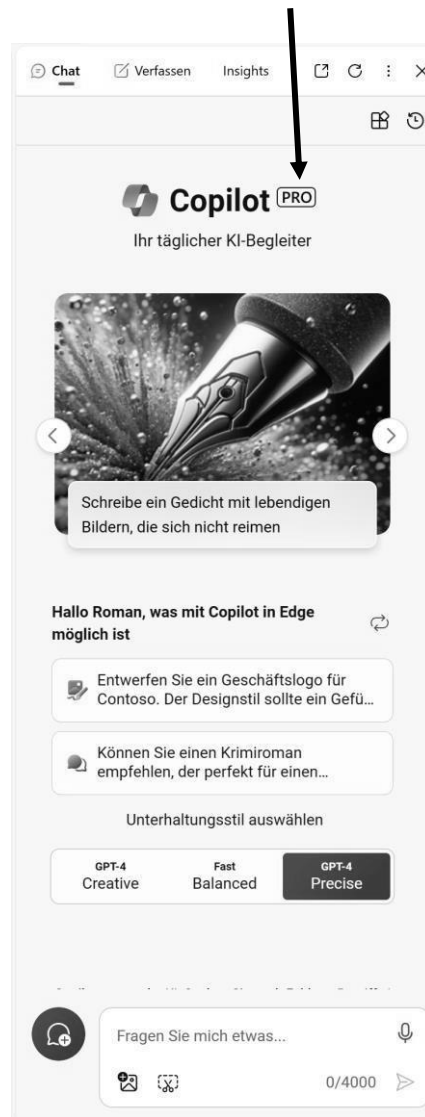 Chat Verfassen Insights
Copilot PRO
Ihr täglicher KI-Begleiter
Schreibe ein Gedicht mit lebendigen
Bildern, die sich nicht reimen
Hallo Roman, was mit Copilot in Edge
möglich ist
Entwerfen Sie ein Geschäftslogo für
Contoso. Der Designstil sollte ein Gefü...
Können Sie einen Krimiroman
empfehlen, der perfekt für einen...
Unterhaltungsstil auswählen
GPT-4 Fast GPT-4
Creative Balanced Precise
Fragen Sie mich etwas...
0/4000